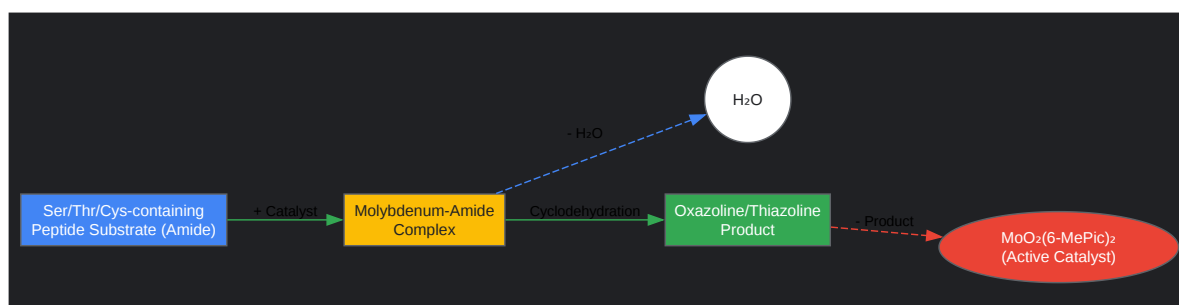 H₂O
- H₂O
Ser/Thr/Cys-containing
Peptide Substrate (Amide)
+ Catalyst
Molybdenum-Amide
Complex
Cyclodehydration
Oxazoline/Thiazoline
Product
- Product
MoO₂(6-MePic)₂
(Active Catalyst)